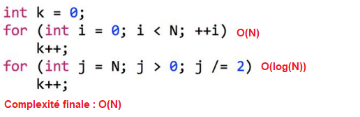 int k = 0;
for (int i = 0; i < N; ++i) O(N)
k++;
for (int j = N; j > 0; j /= 2) O(log(N))
k++;
Complexité finale : O(N)